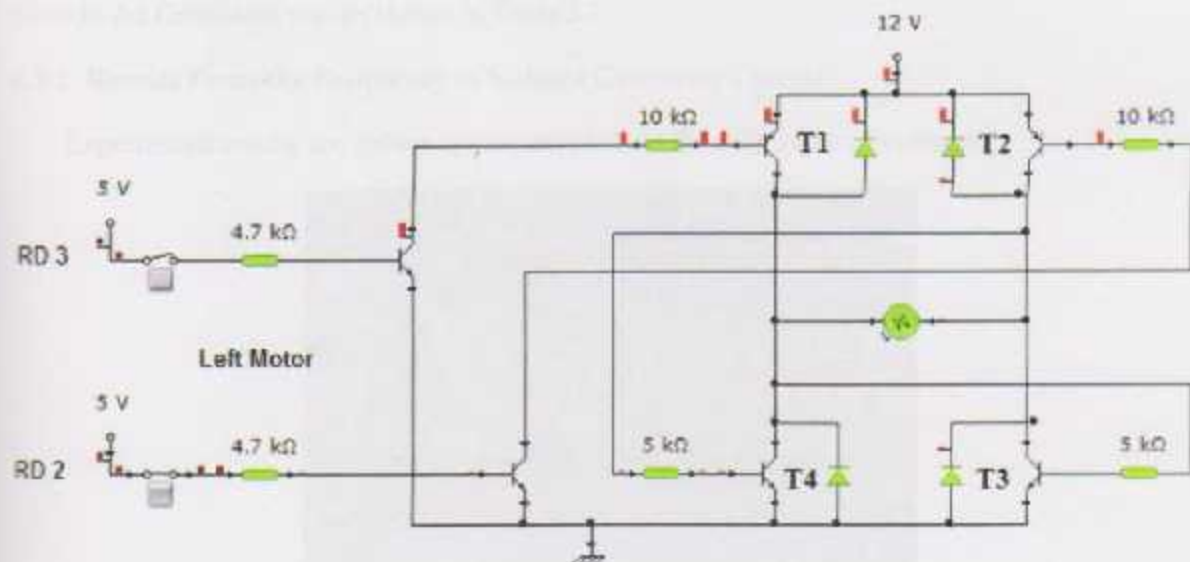 12 V
10 kΩ
10 kΩ
T1
T2
5 V
4.7 kΩ
RD 3
Left Motor
5 V
4.7 kΩ
RD 2
5 kΩ
5 kΩ
T4
T3